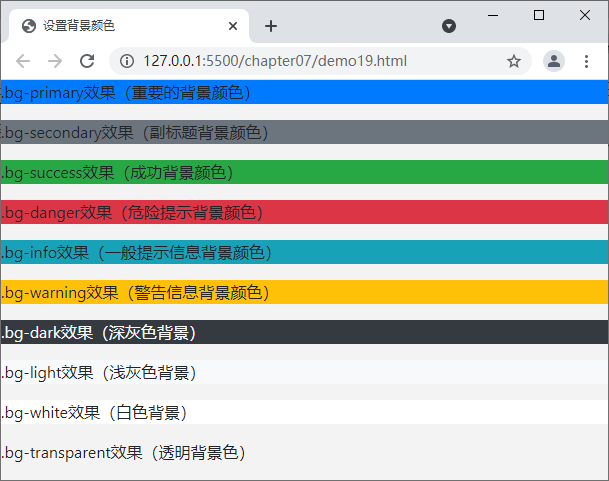 设置背景颜色
127.0.0.1:5500/chapter07/demo19.html
.bg-primary效果（重要的背景颜色）
.bg-secondary效果（副标题背景颜色）
.bg-success效果（成功背景颜色）
.bg-danger效果（危险提示背景颜色）
.bg-info效果（一般提示信息背景颜色）
.bg-warning效果（警告信息背景颜色）
.bg-dark效果（深灰色背景）
.bg-light效果（浅灰色背景）
.bg-white效果（白色背景）
.bg-transparent效果（透明背景色）